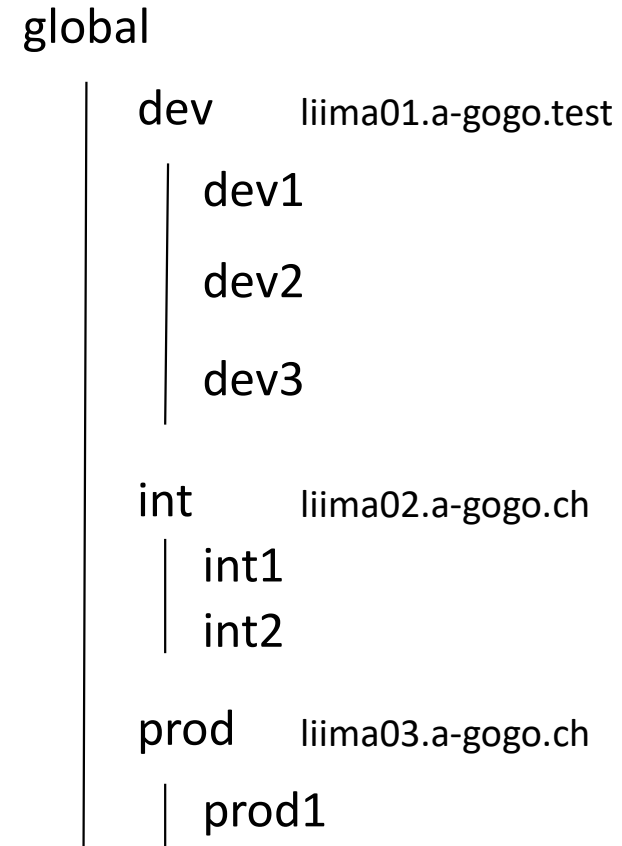 global
dev liima01.a-gogo.test
dev1
dev2
dev3
int liima02.a-gogo.ch
int1
int2
prod liima03.a-gogo.ch
prod1